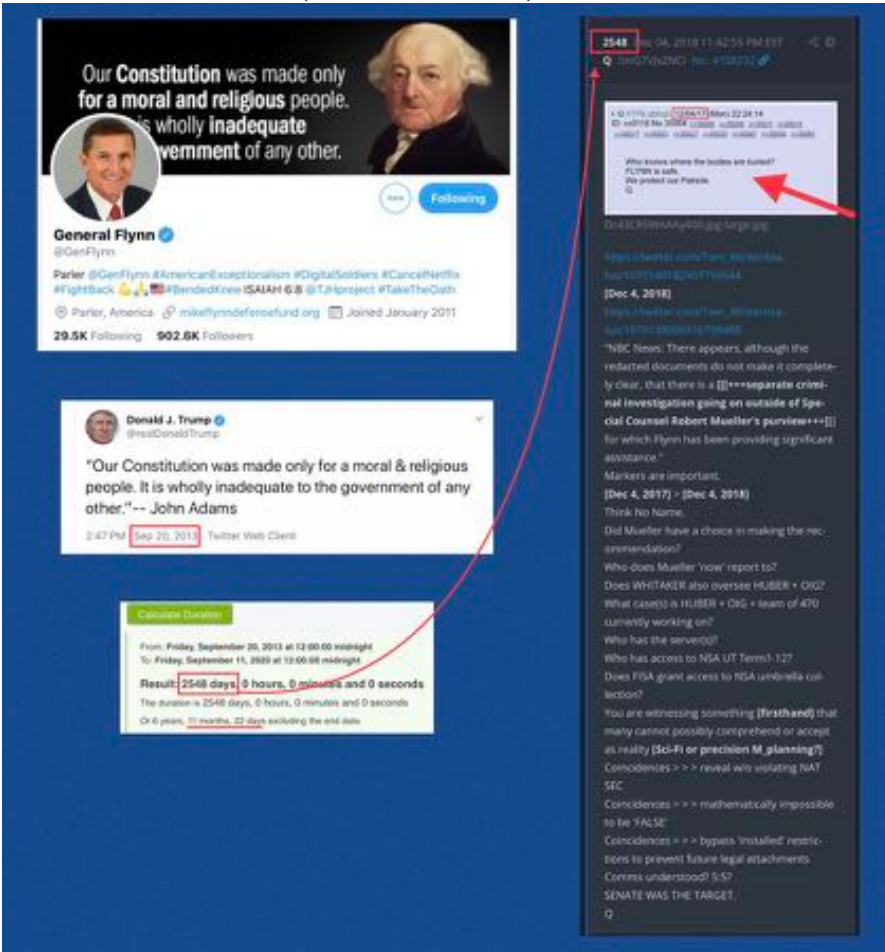 Our Constitution was made only
for a moral and religious people.
is wholly inadequate
vernment of any other.
Following
General Flynn
@GenFlynn
Parler @GenFlynn #AmericanExceptionalism #DigitalSoldiers #CancelNetflix
#FightBack #BendedKnee ISAIAH 6:8 @TJHproject #TakeTheOath
Parler, America mikeflynndefensefund.org Joined January 2011
29.5K Following 902.6K Followers
Donald J. Trump
@realDonaldTrump
"Our Constitution was made only for a moral & religious
people. It is wholly inadequate to the government of any
other."-- John Adams
2:47 PM Sep 20, 2013 Twitter Web Client
Calculate Duration
From: Friday, September 20, 2013 at 12:00:00 midnight
To: Friday, September 11, 2020 at 12:00:00 midnight
Result: 2548 days, 0 hours, 0 minutes and 0 seconds
The duration is 2548 days, 0 hours, 0 minutes and 0 seconds
Or 6 years, 11 months, 22 days excluding the end date.
2548 Dec 04, 2018 11:42:55 PM EST
Q
12/04/17 (Mon) 22:24:14
Who knows where the bodies are buried?
FLYNN is safe.
We protect our Patriots.
Q
[Dec 4, 2018]
"NBC News: There appears, although the
redacted documents do not make it complete-
ly clear, that there is a [[[+++separate crimi-
nal investigation going on outside of Spe-
cial Counsel Robert Mueller's purview+++]]]
for which Flynn has been providing significant
assistance."
Markers are important.
[Dec 4, 2017] > [Dec 4, 2018]
Think No Name.
Did Mueller have a choice in making the rec-
ommendation?
Who does Mueller 'now' report to?
Does WHITAKER also oversee HUBER + OIG?
What case(s) is HUBER + OIG + team of 470
currently working on?
Who has the server(s)?
Who has access to NSA UT Term1-12?
Does FISA grant access to NSA umbrella col-
lection?
You are witnessing something [firsthand] that
many cannot possibly comprehend or accept
as reality [Sci-Fi or precision M_planning?]
Coincidences > > > reveal w/o violating NAT
SEC
Coincidences > > > mathematically impossible
to be 'FALSE'
Coincidences > > > bypass 'installed' restric-
tions to prevent future legal attachments
Comms understood? 5:5?
SENATE WAS THE TARGET.
Q